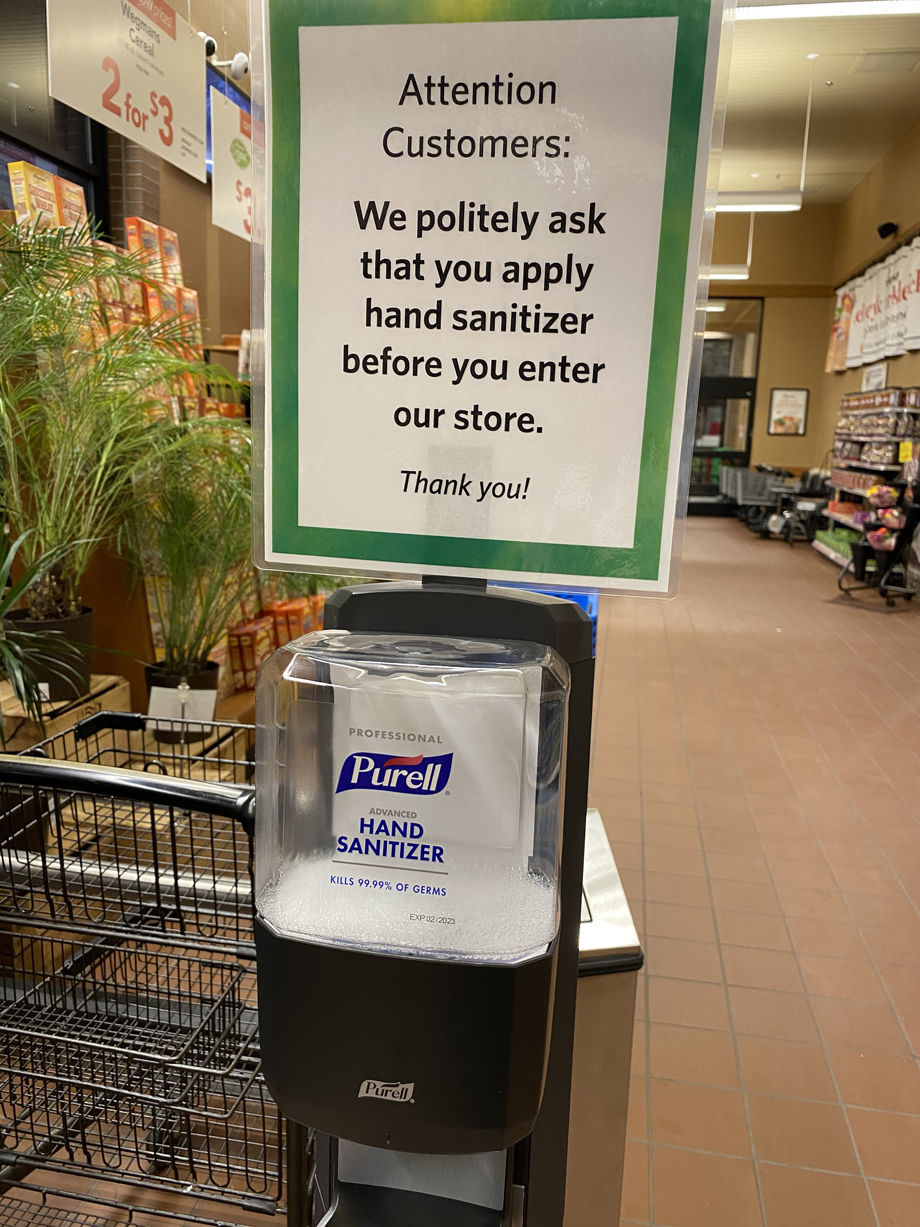 Wegmans
Cereal
2 for $3
$3
Attention
Customers:
We politely ask
that you apply
hand sanitizer
before you enter
our store.
Thank you!
PROFESSIONAL
Purell
ADVANCED
HAND
SANITIZER
KILLS 99.99% OF GERMS
EXP 02/2023
Purell